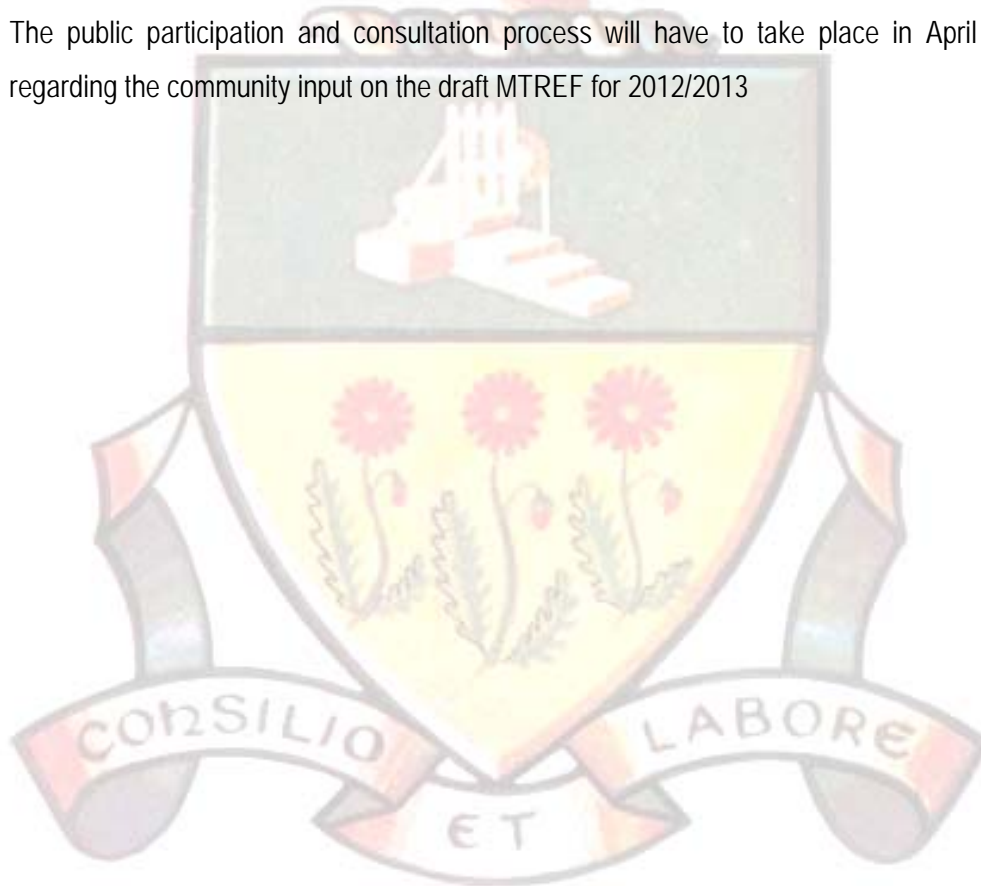 The public participation and consultation process will have to take place in April
regarding the community input on the draft MTREF for 2012/2013
CONSILIO
ET
LABORE